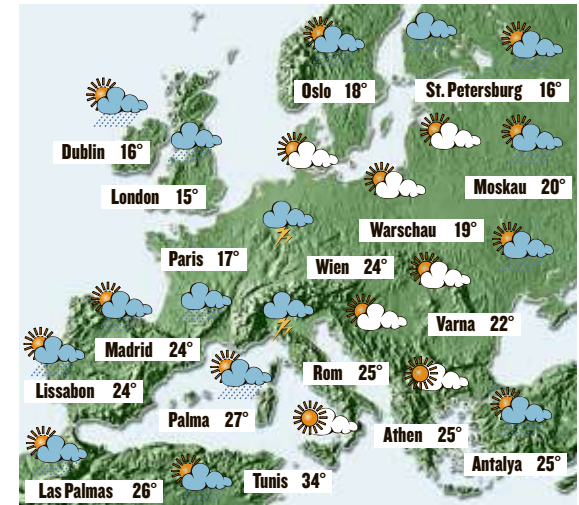 Oslo 18°
St. Petersburg 16°
Dublin 16°
London 15°
Moskau 20°
Warschau 19°
Paris 17°
Wien 24°
Varna 22°
Madrid 24°
Rom 25°
Lissabon 24°
Palma 27°
Athen 25°
Antalya 25°
Tunis 34°
Las Palmas 26°